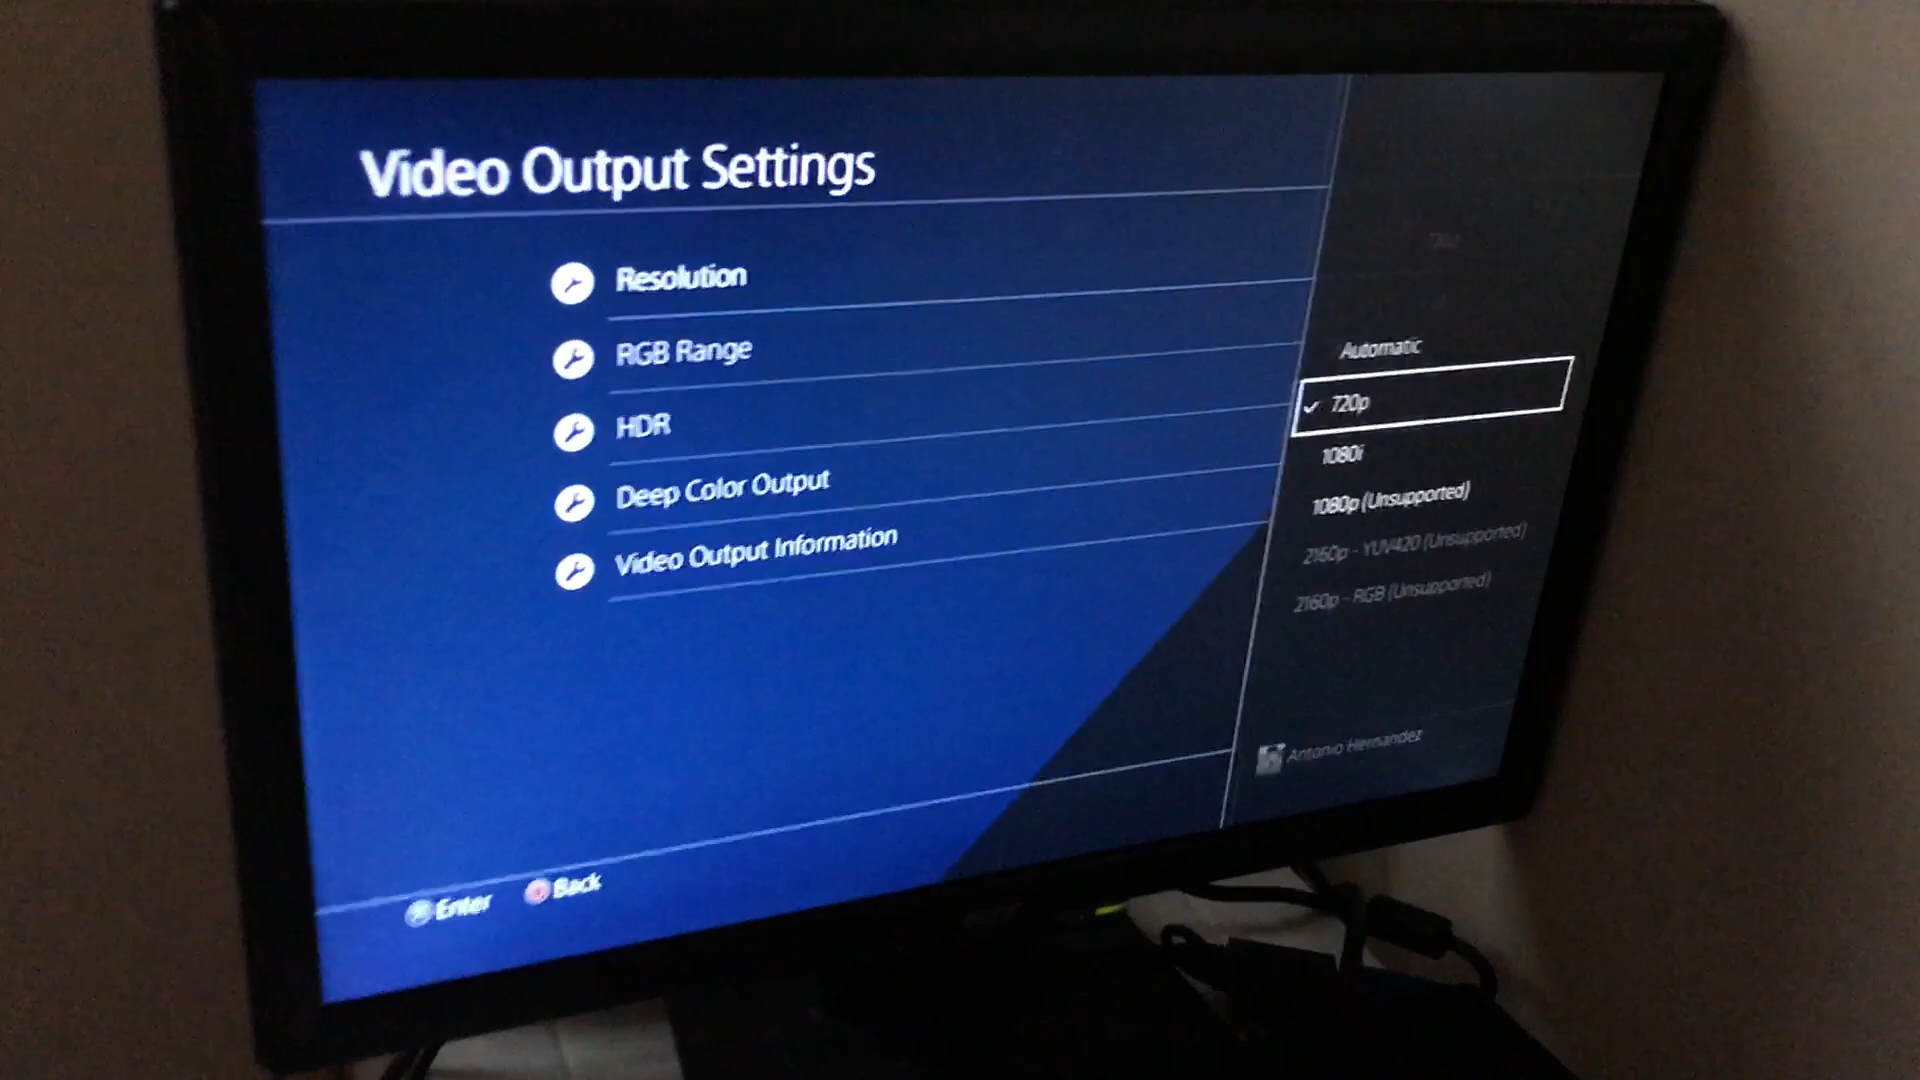 Video Output Settings
Resolution
RGB Range
HDR
Deep Color Output
Video Output Information
Automatic
✓ 720p
1080i
1080p (Unsupported)
2160p - YUV420 (Unsupported)
2160p - RGB (Unsupported)
Antonio Hernandez
Enter Back